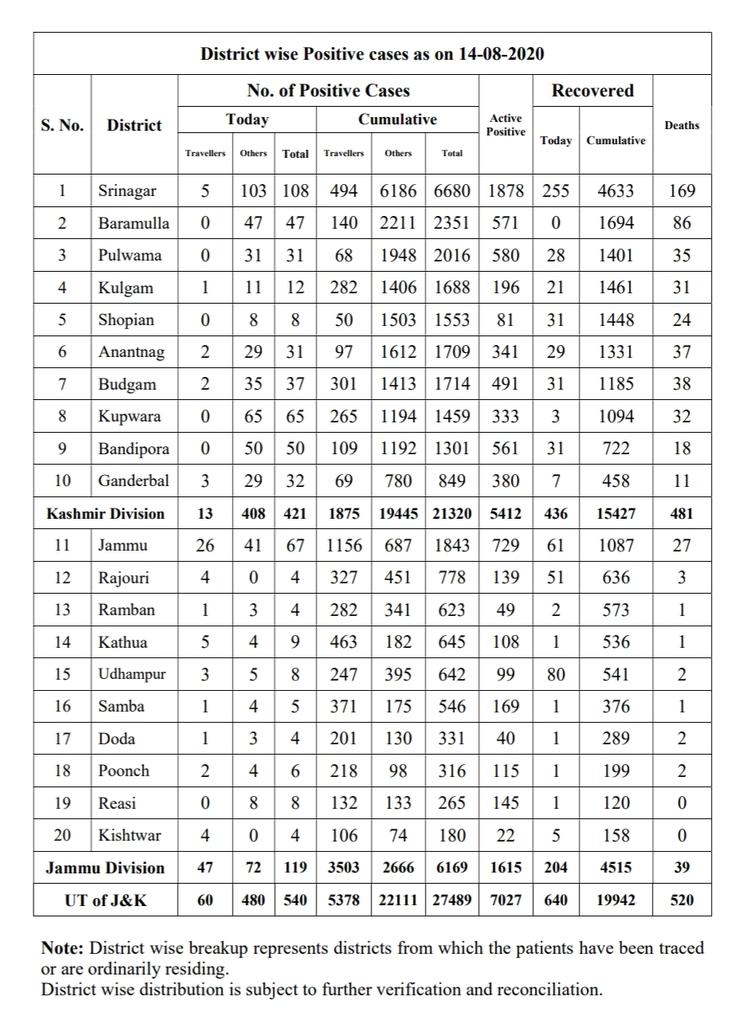 District wise Positive cases as on 14-08-2020
S. No. District No. of Positive Cases Active Positive Recovered Deaths
Today Cumulative Today Cumulative
Travellers Others Total Travellers Others Total
1 Srinagar 5 103 108 494 6186 6680 1878 255 4633 169
2 Baramulla 0 47 47 140 2211 2351 571 0 1694 86
3 Pulwama 0 31 31 68 1948 2016 580 28 1401 35
4 Kulgam 1 11 12 282 1406 1688 196 21 1461 31
5 Shopian 0 8 8 50 1503 1553 81 31 1448 24
6 Anantnag 2 29 31 97 1612 1709 341 29 1331 37
7 Budgam 2 35 37 301 1413 1714 491 31 1185 38
8 Kupwara 0 65 65 265 1194 1459 333 3 1094 32
9 Bandipora 0 50 50 109 1192 1301 561 31 722 18
10 Ganderbal 3 29 32 69 780 849 380 7 458 11
Kashmir Division 13 408 421 1875 19445 21320 5412 436 15427 481
11 Jammu 26 41 67 1156 687 1843 729 61 1087 27
12 Rajouri 4 0 4 327 451 778 139 51 636 3
13 Ramban 1 3 4 282 341 623 49 2 573 1
14 Kathua 5 4 9 463 182 645 108 1 536 1
15 Udhampur 3 5 8 247 395 642 99 80 541 2
16 Samba 1 4 5 371 175 546 169 1 376 1
17 Doda 1 3 4 201 130 331 40 1 289 2
18 Poonch 2 4 6 218 98 316 115 1 199 2
19 Reasi 0 8 8 132 133 265 145 1 120 0
20 Kishtwar 4 0 4 106 74 180 22 5 158 0
Jammu Division 47 72 119 3503 2666 6169 1615 204 4515 39
UT of J&K 60 480 540 5378 22111 27489 7027 640 19942 520
Note: District wise breakup represents districts from which the patients have been traced
or are ordinarily residing.
District wise distribution is subject to further verification and reconciliation.